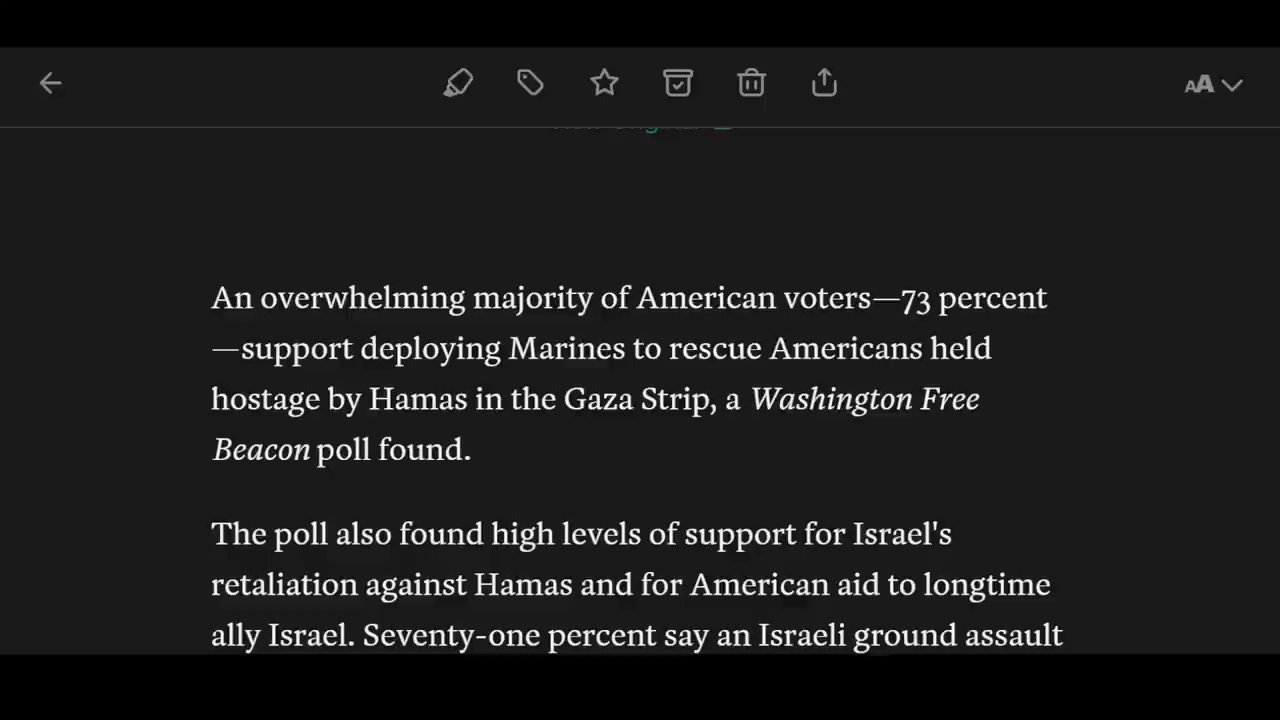 AA
An overwhelming majority of American voters—73 percent
—support deploying Marines to rescue Americans held
hostage by Hamas in the Gaza Strip, a Washington Free
Beacon poll found.
The poll also found high levels of support for Israel's
retaliation against Hamas and for American aid to longtime
ally Israel. Seventy-one percent say an Israeli ground assault